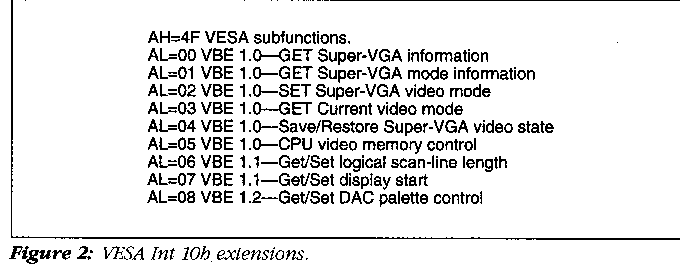 AH=4F VESA subfunctions.
AL=00 VBE 1.0—GET Super-VGA information
AL=01 VBE 1.0—GET Super-VGA mode information
AL=02 VBE 1.0—SET Super-VGA video mode
AL=03 VBE 1.0—GET Current video mode
AL=04 VBE 1.0—Save/Restore Super-VGA video state
AL=05 VBE 1.0—CPU video memory control
AL=06 VBE 1.1—Get/Set logical scan-line length
AL=07 VBE 1.1—Get/Set display start
AL=08 VBE 1.2—Get/Set DAC palette control
Figure 2: VESA Int 10b extensions.